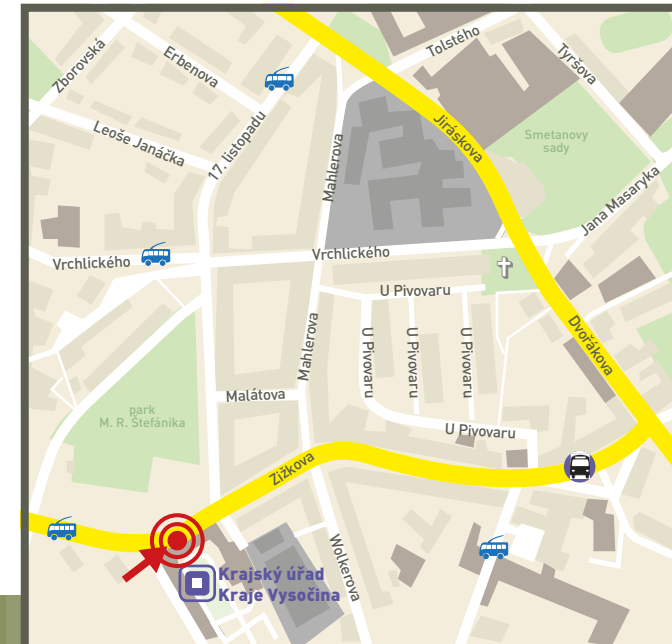 Zborovská
Erbenova
Tolstého
Tyršova
Leoše Janáčka
17. listopadu
Mahlerova
Jiráskova
Smetanovy
sady
Jana Masaryka
Vrchlického
Vrchlického
U Pivovaru
Mahlerova
U Pivovaru
U Pivovaru
U Pivovaru
Dvořákova
Malátova
park
M. R. Štefánika
U Pivovaru
Zižkova
Wolkerova
Krajský úřad
Kraje Vysočina